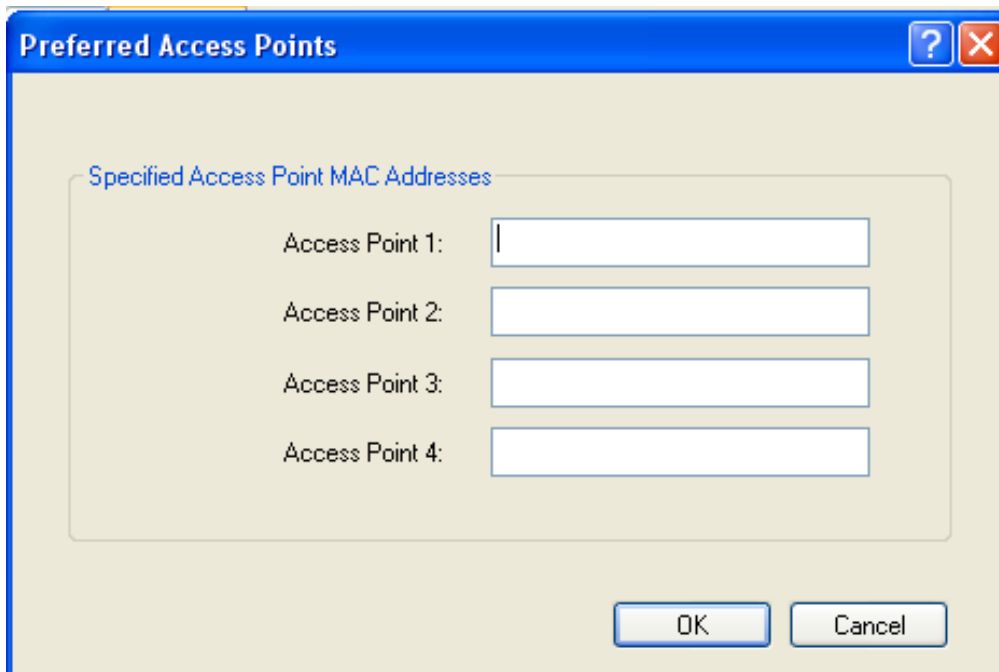 Preferred Access Points
?
Specified Access Point MAC Addresses
Access Point 1:
Access Point 2:
Access Point 3:
Access Point 4:
OK
Cancel